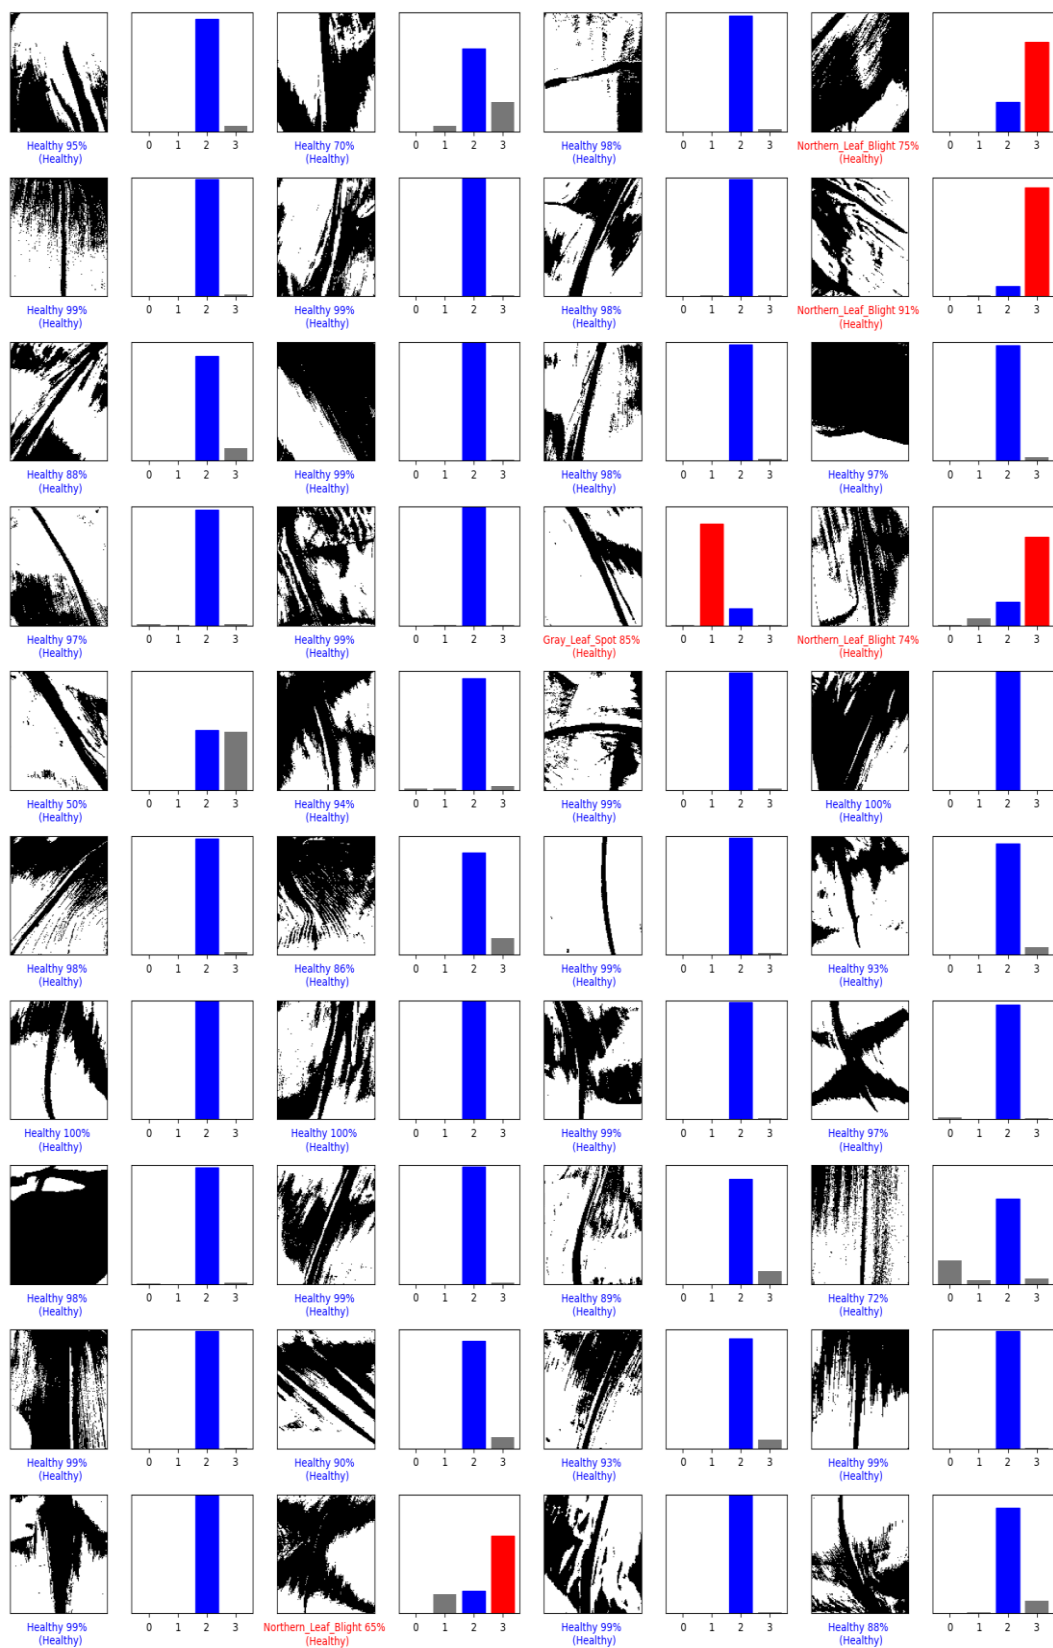 0 1 2 3 0 1 2 3 0 1 2 3 0 1 2 3
Healthy 95% Healthy 70% Healthy 98% Northern_Leaf_Blight 75%
(Healthy) (Healthy) (Healthy) (Healthy)
0 1 2 3 0 1 2 3 0 1 2 3 0 1 2 3
Healthy 99% Healthy 99% Healthy 98% Northern_Leaf_Blight 91%
(Healthy) (Healthy) (Healthy) (Healthy)
0 1 2 3 0 1 2 3 0 1 2 3 0 1 2 3
Healthy 88% Healthy 99% Healthy 98% Healthy 97%
(Healthy) (Healthy) (Healthy) (Healthy)
0 1 2 3 0 1 2 3 0 1 2 3 0 1 2 3
Healthy 97% Healthy 99% Gray_Leaf_Spot 85% Northern_Leaf_Blight 74%
(Healthy) (Healthy) (Healthy) (Healthy)
0 1 2 3 0 1 2 3 0 1 2 3 0 1 2 3
Healthy 50% Healthy 94% Healthy 99% Healthy 100%
(Healthy) (Healthy) (Healthy) (Healthy)
0 1 2 3 0 1 2 3 0 1 2 3 0 1 2 3
Healthy 98% Healthy 86% Healthy 99% Healthy 93%
(Healthy) (Healthy) (Healthy) (Healthy)
0 1 2 3 0 1 2 3 0 1 2 3 0 1 2 3
Healthy 100% Healthy 100% Healthy 99% Healthy 97%
(Healthy) (Healthy) (Healthy) (Healthy)
0 1 2 3 0 1 2 3 0 1 2 3 0 1 2 3
Healthy 98% Healthy 99% Healthy 89% Healthy 72%
(Healthy) (Healthy) (Healthy) (Healthy)
0 1 2 3 0 1 2 3 0 1 2 3 0 1 2 3
Healthy 99% Healthy 90% Healthy 93% Healthy 99%
(Healthy) (Healthy) (Healthy) (Healthy)
0 1 2 3 0 1 2 3 0 1 2 3 0 1 2 3
Healthy 99% Northern_Leaf_Blight 65% Healthy 99% Healthy 88%
(Healthy) (Healthy) (Healthy) (Healthy)